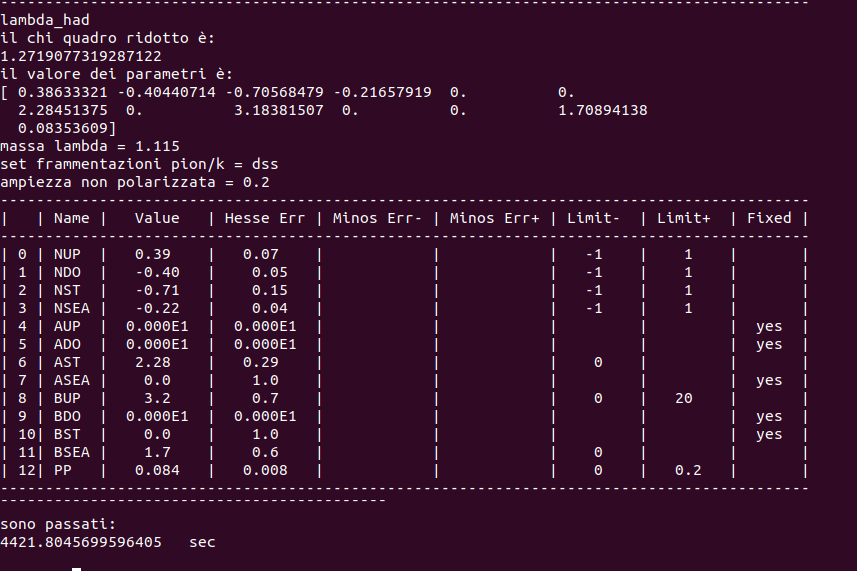 --------------------------------------------------------------------------------
lambda_had
il chi quadro ridotto è:
1.2719077319287122
il valore dei parametri è:
[ 0.38633321 -0.40440714 -0.70568479 -0.21657919  0.          0.
  2.28451375  0.          3.18381507  0.          0.          1.70894138
  0.08353609]
massa lambda = 1.115
set frammentazioni pion/k = dss
ampiezza non polarizzata = 0.2
------------------------------------------------------------------------------------------
|   | Name |   Value   | Hesse Err | Minos Err- | Minos Err+ | Limit-  | Limit+  | Fixed |
------------------------------------------------------------------------------------------
| 0 | NUP  |   0.39    |   0.07    |            |            |   -1    |    1    |       |
| 1 | NDO  |   -0.40   |    0.05   |            |            |   -1    |    1    |       |
| 2 | NST  |   -0.71   |    0.15   |            |            |   -1    |    1    |       |
| 3 | NSEA |   -0.22   |    0.04   |            |            |   -1    |    1    |       |
| 4 | AUP  |  0.000E1  |  0.000E1  |            |            |         |         |  yes  |
| 5 | ADO  |  0.000E1  |  0.000E1  |            |            |         |         |  yes  |
| 6 | AST  |   2.28    |   0.29    |            |            |    0    |         |       |
| 7 | ASEA |    0.0    |    1.0    |            |            |         |         |  yes  |
| 8 | BUP  |    3.2    |    0.7    |            |            |    0    |   20    |       |
| 9 | BDO  |  0.000E1  |  0.000E1  |            |            |         |         |  yes  |
| 10| BST  |    0.0    |    1.0    |            |            |         |         |  yes  |
| 11| BSEA |    1.7    |    0.6    |            |            |    0    |         |       |
| 12| PP   |   0.084   |   0.008   |            |            |    0    |   0.2   |       |
------------------------------------------------------------------------------------------
-------------------------------------------
sono passati:
4421.8045699596405   sec